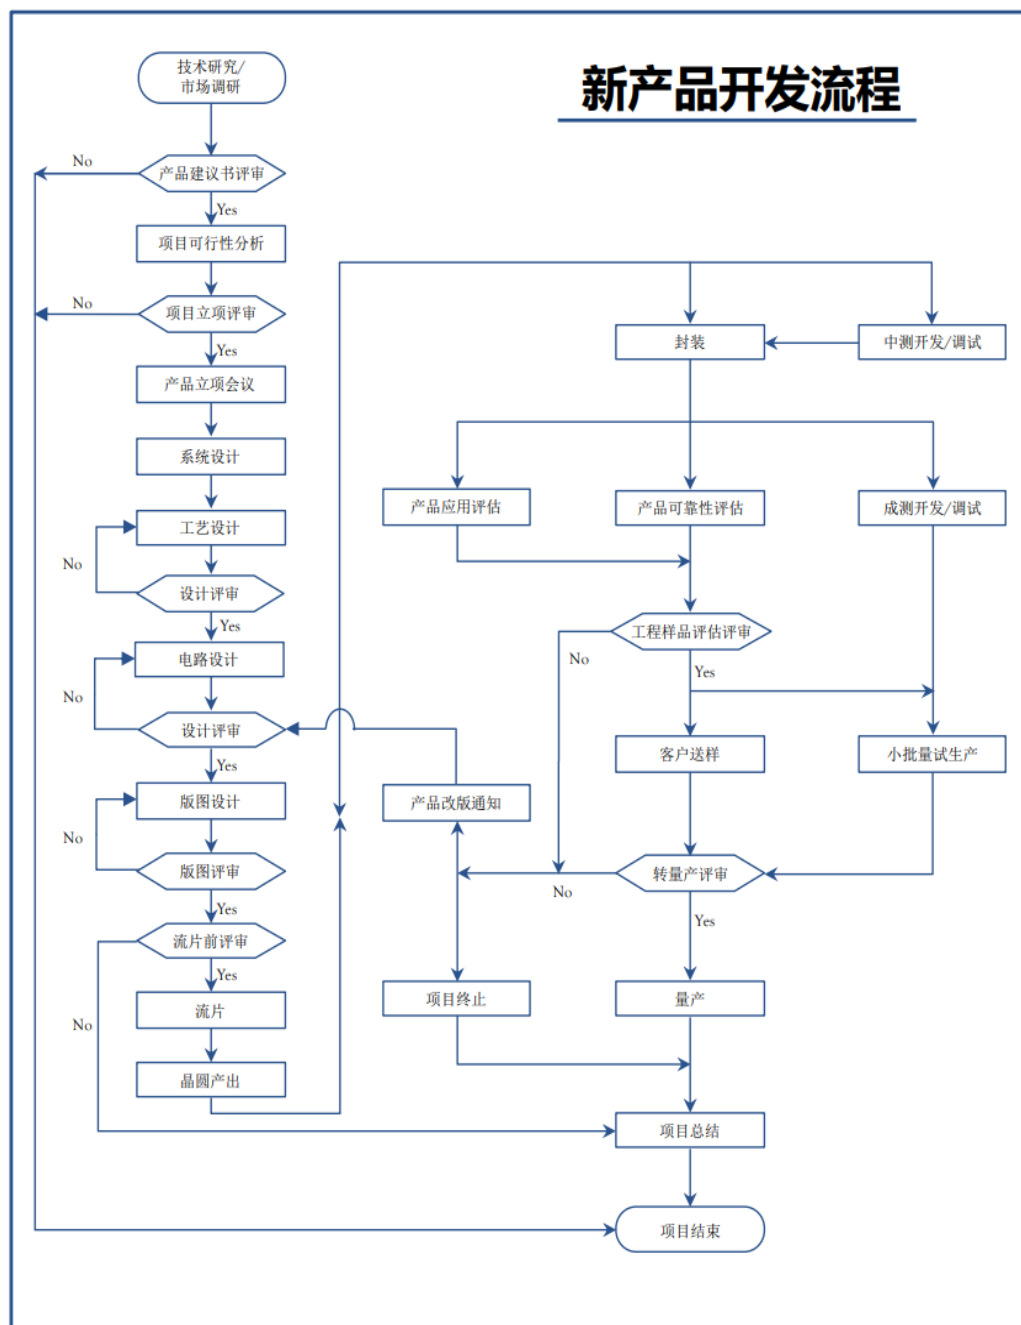 新产品开发流程
技术研究/
市场调研
No
产品建议书评审
Yes
项目可行性分析
No
项目立项评审
Yes
产品立项会议
系统设计
工艺设计
No
设计评审
Yes
电路设计
No
设计评审
Yes
版图设计
No
版图评审
Yes
流片前评审
Yes
No
流片
晶圆产出
封装
中测开发/调试
产品应用评估
产品可靠性评估
成测开发/调试
工程样品评估评审
No
Yes
客户送样
小批量试生产
产品改版通知
转量产评审
No
Yes
项目终止
量产
项目总结
项目结束